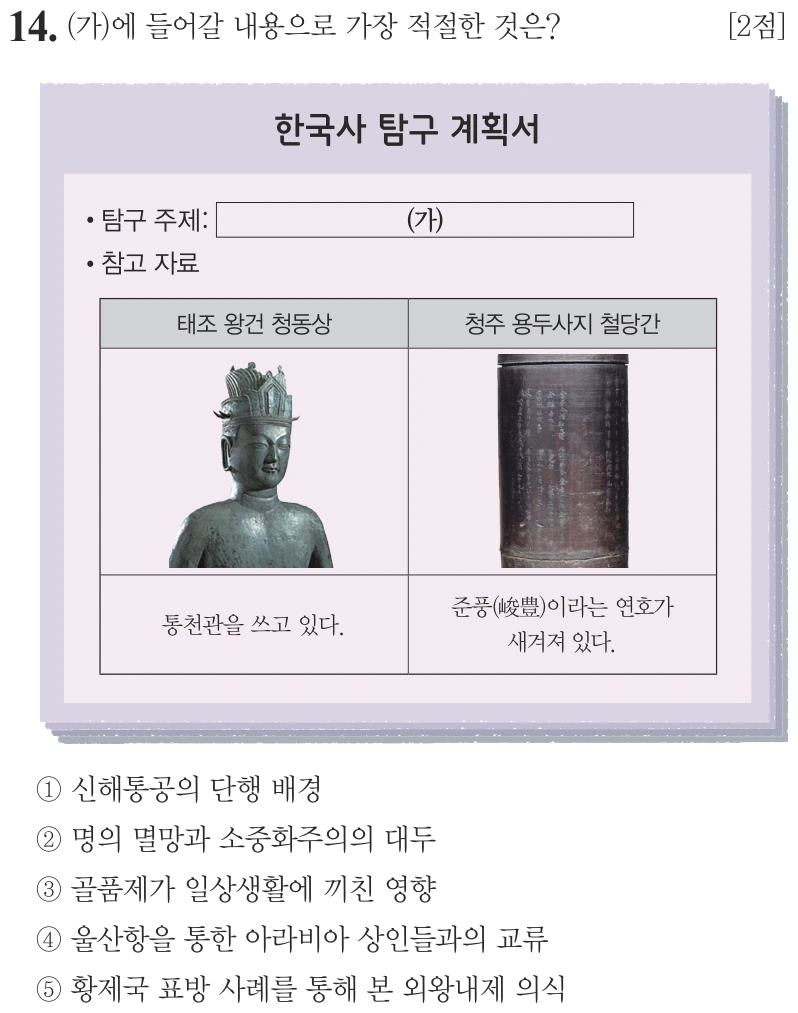 14. (가)에 들어갈 내용으로 가장 적절한 것은? [2점]
한국사 탐구 계획서
• 탐구 주제: (가)
• 참고 자료
태조 왕건 청동상 청주 용두사지 철당간
통천관을 쓰고 있다. 준풍(峻豊)이라는 연호가
새겨져 있다.
① 신해통공의 단행 배경
② 명의 멸망과 소중화주의의 대두
③ 골품제가 일상생활에 끼친 영향
④ 울산항을 통한 아라비아 상인들과의 교류
⑤ 황제국 표방 사례를 통해 본 외왕내제 의식